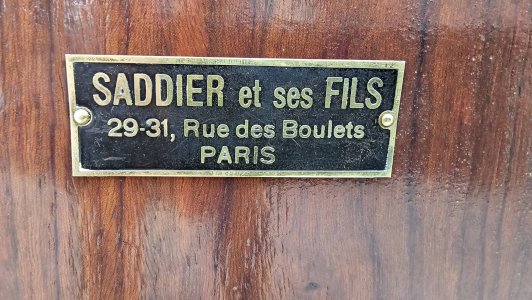 SADDIER et ses FILS
29-31, Rue des Boulets
PARIS